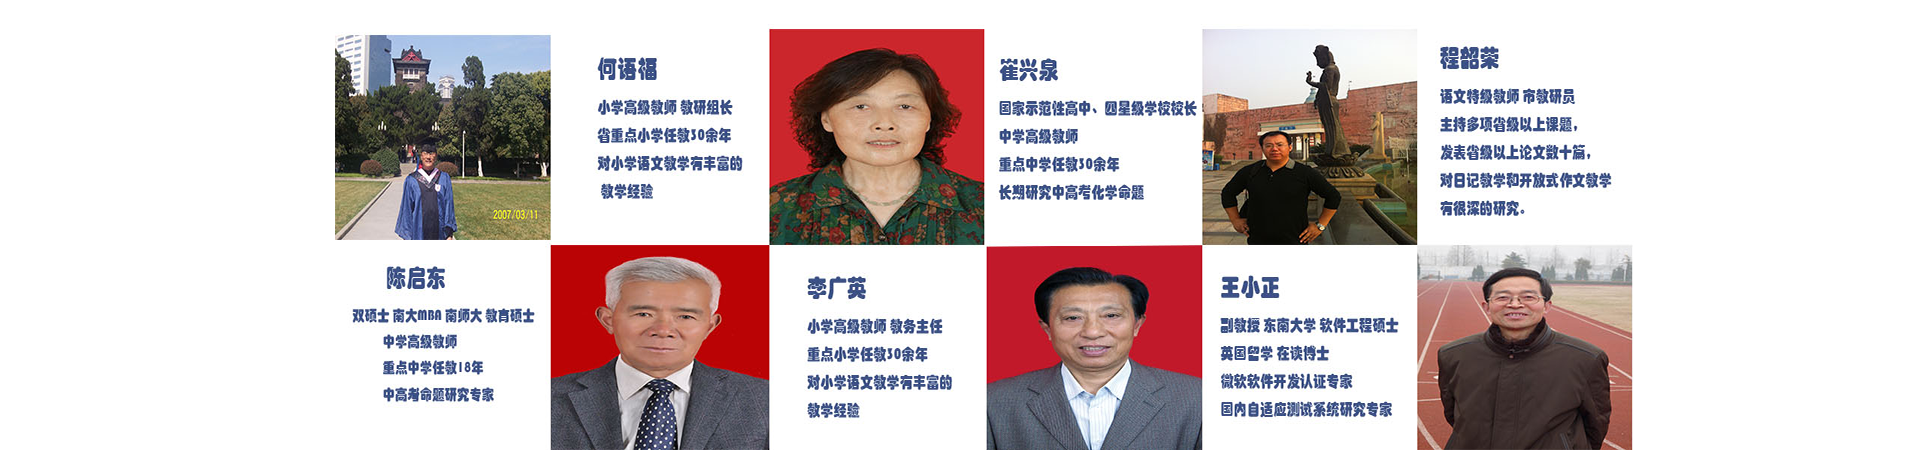 2007/03/11
何语福
小学高级教师 教研组长
省重点小学任教30余年
对小学语文教学有丰富的
教学经验
崔兴泉
国家示范性高中、四星级学校校长
中学高级教师
重点中学任教30余年
长期研究中高考化学命题
程韶荣
语文特级教师 市教研员
主持多项省级以上课题，
发表省级以上论文数十篇，
对日记教学和开放式作文教学
有很深的研究。
陈启东
双硕士 南大MBA 南师大 教育硕士
中学高级教师
重点中学任教18年
中高考命题研究专家
李广英
小学高级教师 教务主任
重点小学任教30余年
对小学语文教学有丰富的
教学经验
王小正
副教授 东南大学 软件工程硕士
英国留学 在读博士
微软软件开发认证专家
国内自适应测试系统研究专家